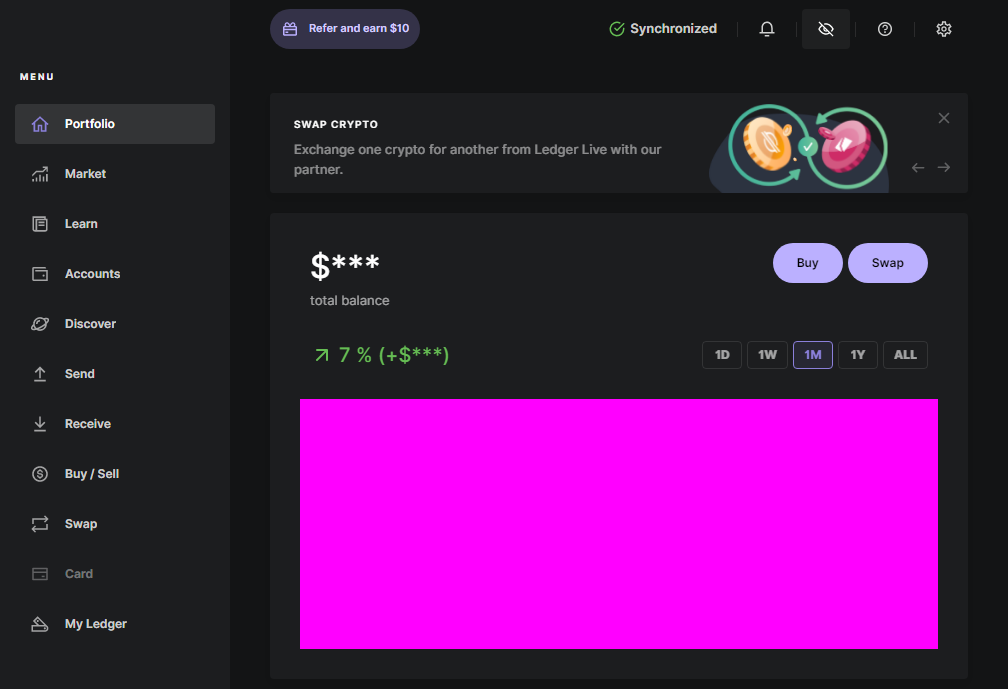 Refer and earn $10
Synchronized
MENU
Portfolio
Market
Learn
Accounts
Discover
Send
Receive
Buy / Sell
Swap
Card
My Ledger
SWAP CRYPTO
Exchange one crypto for another from Ledger Live with our
partner.
$***
total balance
Buy
Swap
7 % (+$***)
1D
1W
1M
1Y
ALL